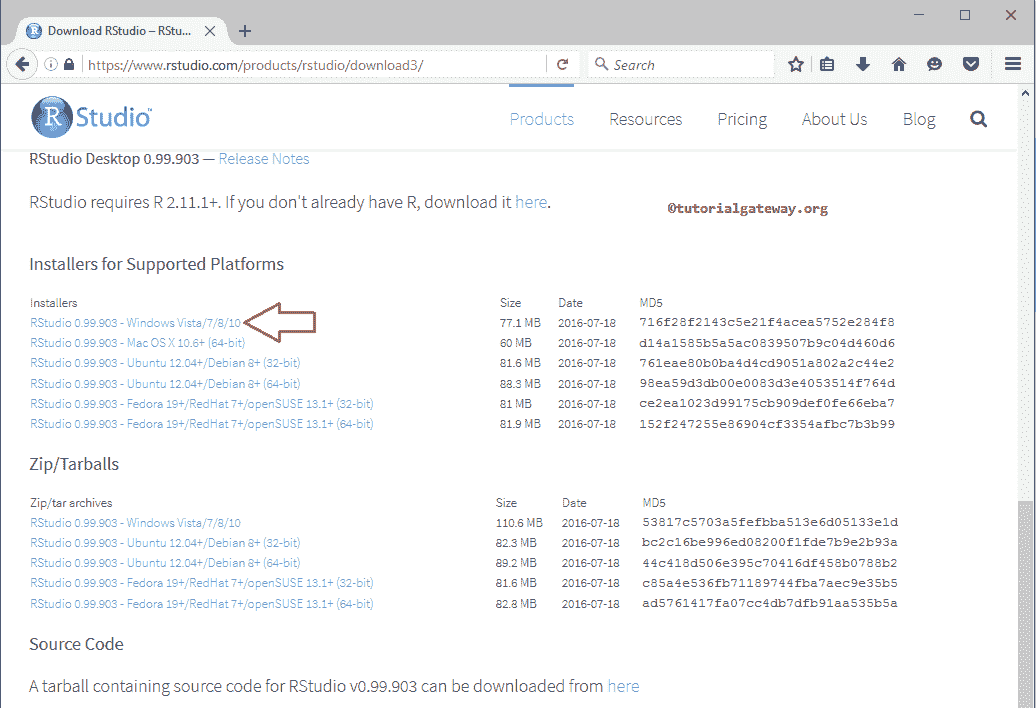 Download RStudio – RStu...
https://www.rstudio.com/products/rstudio/download3/
Search
R Studio™
Products Resources Pricing About Us Blog
RStudio Desktop 0.99.903 — Release Notes
RStudio requires R 2.11.1+. If you don't already have R, download it here.
©tutorialgateway.org
Installers for Supported Platforms
Installers Size Date MD5
RStudio 0.99.903 - Windows Vista/7/8/10 77.1 MB 2016-07-18 716f28f2143c5e21f4acea5752e284f8
RStudio 0.99.903 - Mac OS X 10.6+ (64-bit) 60 MB 2016-07-18 d14a1585b5a5ac0839507b9c04d460d6
RStudio 0.99.903 - Ubuntu 12.04+/Debian 8+ (32-bit) 81.6 MB 2016-07-18 761eae80b0ba4d4cd9051a802a2c44e2
RStudio 0.99.903 - Ubuntu 12.04+/Debian 8+ (64-bit) 88.3 MB 2016-07-18 98ea59d3db00e0083d3e4053514f764d
RStudio 0.99.903 - Fedora 19+/RedHat 7+/openSUSE 13.1+ (32-bit) 81 MB 2016-07-18 ce2ea1023d99175cb909def0fe66eba7
RStudio 0.99.903 - Fedora 19+/RedHat 7+/openSUSE 13.1+ (64-bit) 81.9 MB 2016-07-18 152f247255e86904cf3354afbc7b3b99
Zip/Tarballs
Zip/tar archives Size Date MD5
RStudio 0.99.903 - Windows Vista/7/8/10 110.6 MB 2016-07-18 53817c5703a5fefbba513e6d05133e1d
RStudio 0.99.903 - Ubuntu 12.04+/Debian 8+ (32-bit) 82.3 MB 2016-07-18 bc2c16be996ed08200f1fde7b9e2b93a
RStudio 0.99.903 - Ubuntu 12.04+/Debian 8+ (64-bit) 89.2 MB 2016-07-18 44c418d506e395c70416df458b0788b2
RStudio 0.99.903 - Fedora 19+/RedHat 7+/openSUSE 13.1+ (32-bit) 81.6 MB 2016-07-18 c85a4e536fb71189744fba7aec9e35b5
RStudio 0.99.903 - Fedora 19+/RedHat 7+/openSUSE 13.1+ (64-bit) 82.8 MB 2016-07-18 ad5761417fa07cc4db7dfb91aa535b5a
Source Code
A tarball containing source code for RStudio v0.99.903 can be downloaded from here